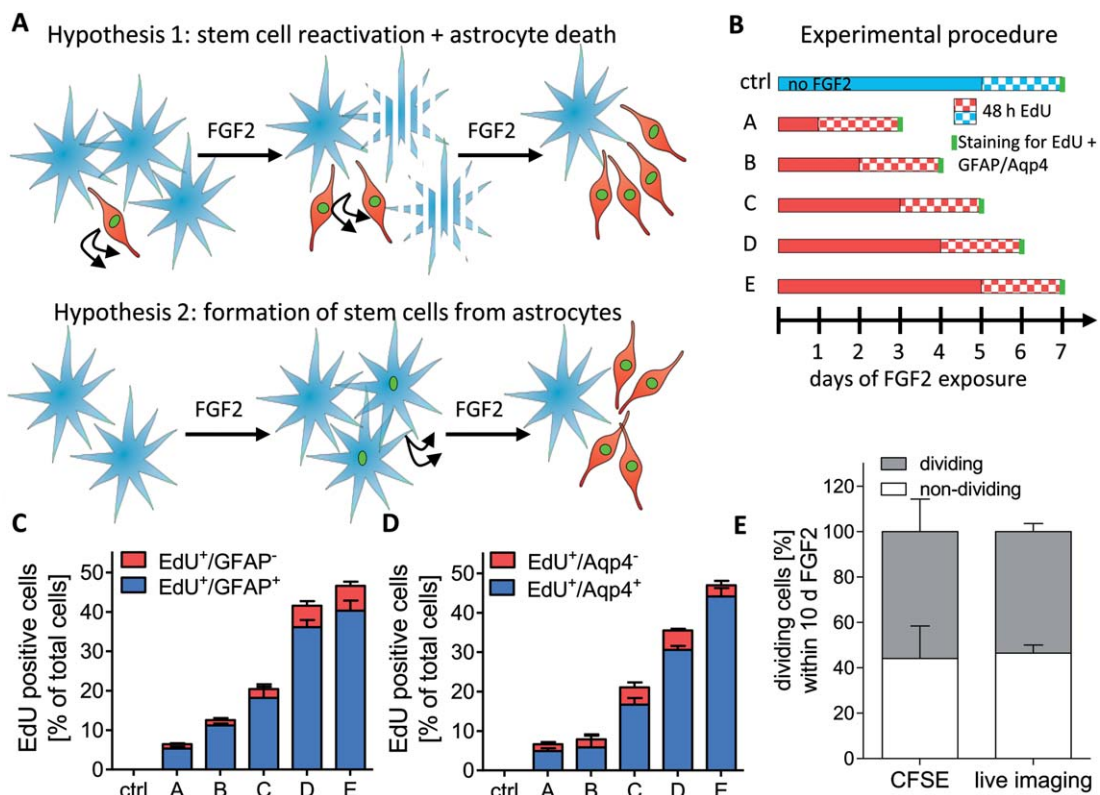 A
Hypothesis 1: stem cell reactivation + astrocyte death
FGF2
FGF2
Hypothesis 2: formation of stem cells from astrocytes
FGF2
FGF2
B
Experimental procedure
ctrl
no FGF2
48 h EdU
A
Staining for EdU +
GFAP/Aqp4
B
C
D
E
1 2 3 4 5 6 7
days of FGF2 exposure
C
EdU⁺/GFAP⁻
EdU⁺/GFAP⁺
EdU positive cells
[% of total cells]
50
40
30
20
10
0
ctrl A B C D E
D
EdU⁺/Aqp4⁻
EdU⁺/Aqp4⁺
EdU positive cells
[% of total cells]
50
40
30
20
10
0
ctrl A B C D E
E
dividing
non-dividing
dividing cells [%]
within 10 d FGF2
120
100
80
60
40
20
0
CFSE live imaging